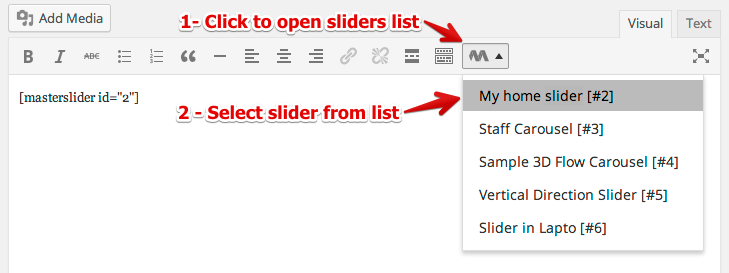 1- Click to open sliders list
Add Media
Visual
Text
B I ABC
[masterslider id="2"]
2 - Select slider from list
My home slider [#2]
Staff Carousel [#3]
Sample 3D Flow Carousel [#4]
Vertical Direction Slider [#5]
Slider in Lapto [#6]